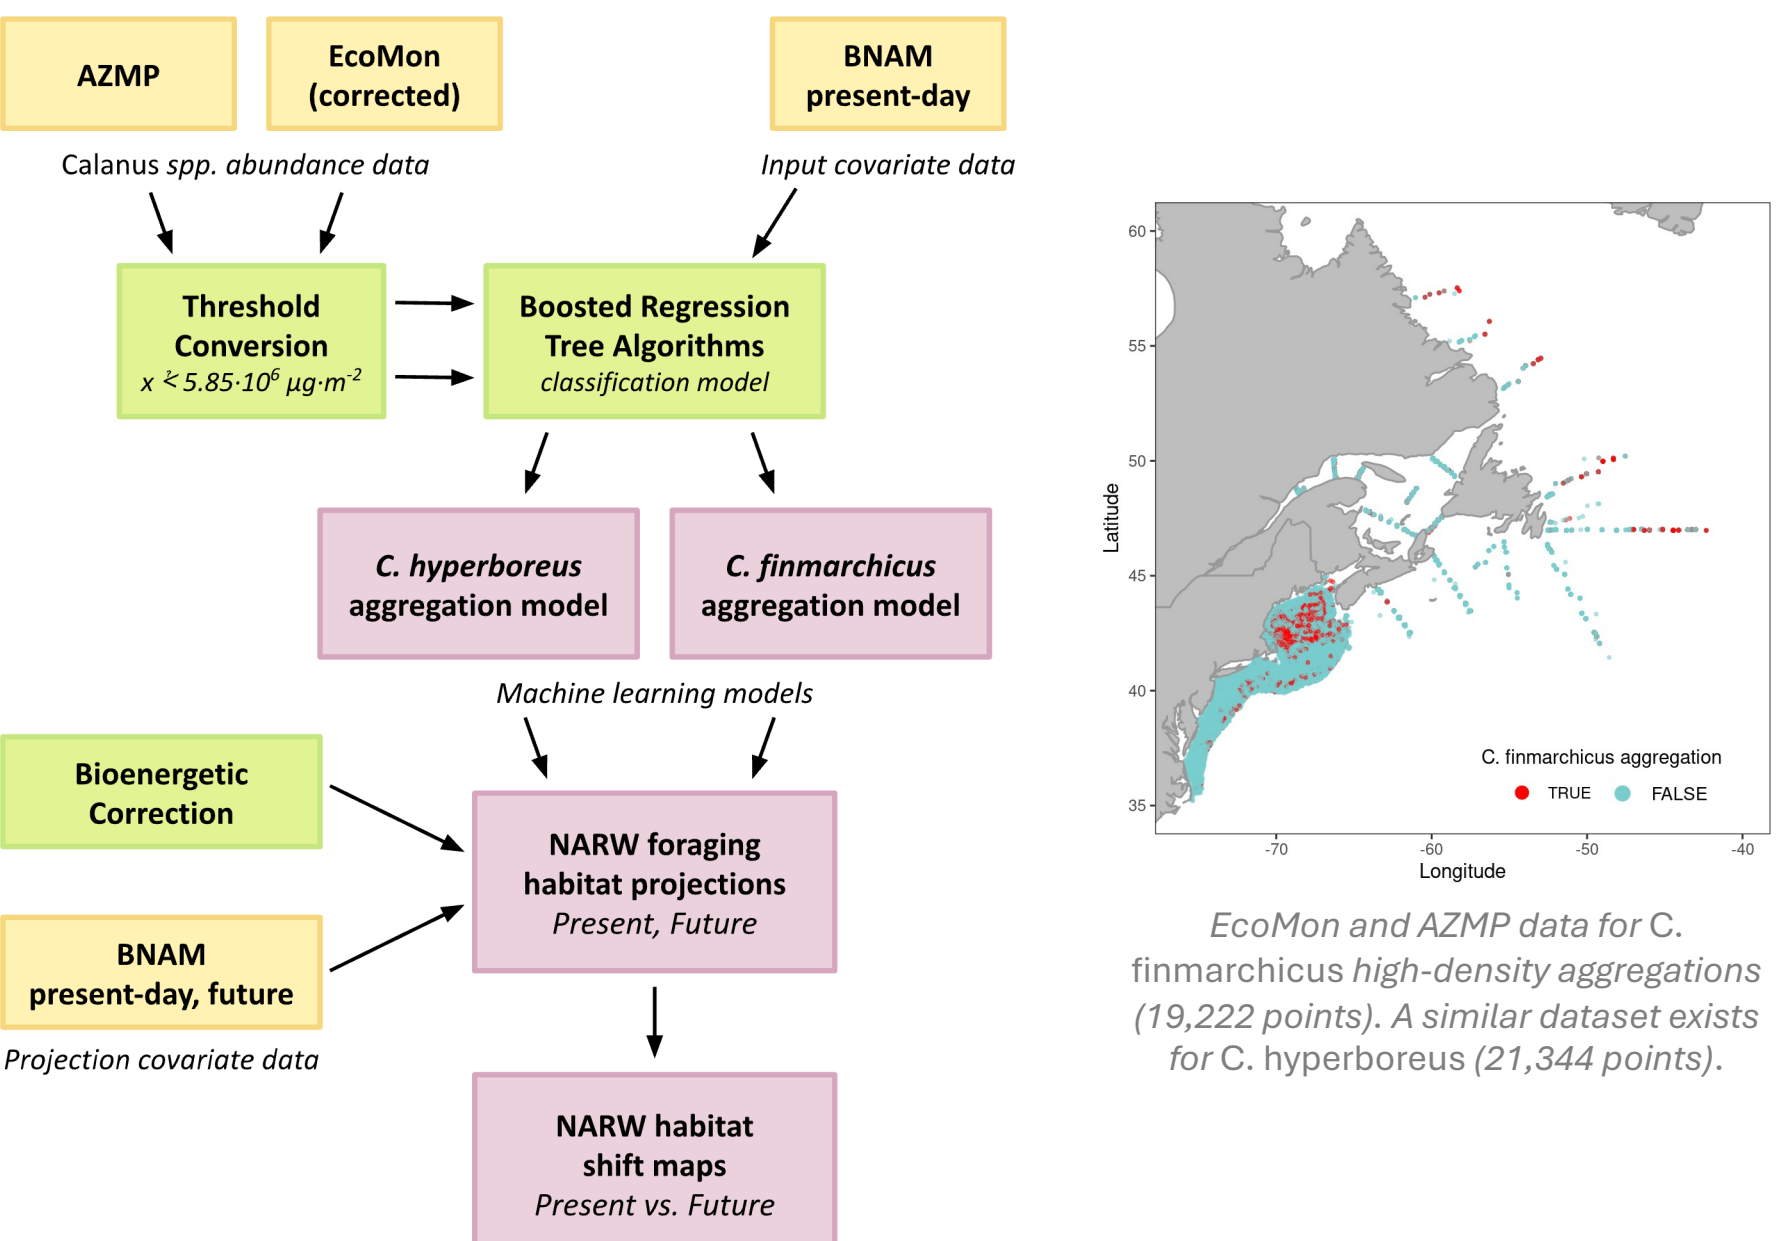 AZMP
EcoMon
(corrected)
BNAM
present-day
Calanus spp. abundance data
Input covariate data
Threshold
Conversion
x ≤? 5.85·10⁶ µg·m⁻²
Boosted Regression
Tree Algorithms
classification model
C. hyperboreus
aggregation model
C. finmarchicus
aggregation model
Machine learning models
Bioenergetic
Correction
NARW foraging
habitat projections
Present, Future
BNAM
present-day, future
Projection covariate data
NARW habitat
shift maps
Present vs. Future
60
55
50
45
40
35
Latitude
C. finmarchicus aggregation
TRUE FALSE
-70 -60 -50 -40
Longitude
EcoMon and AZMP data for C.
finmarchicus high-density aggregations
(19,222 points). A similar dataset exists
for C. hyperboreus (21,344 points).